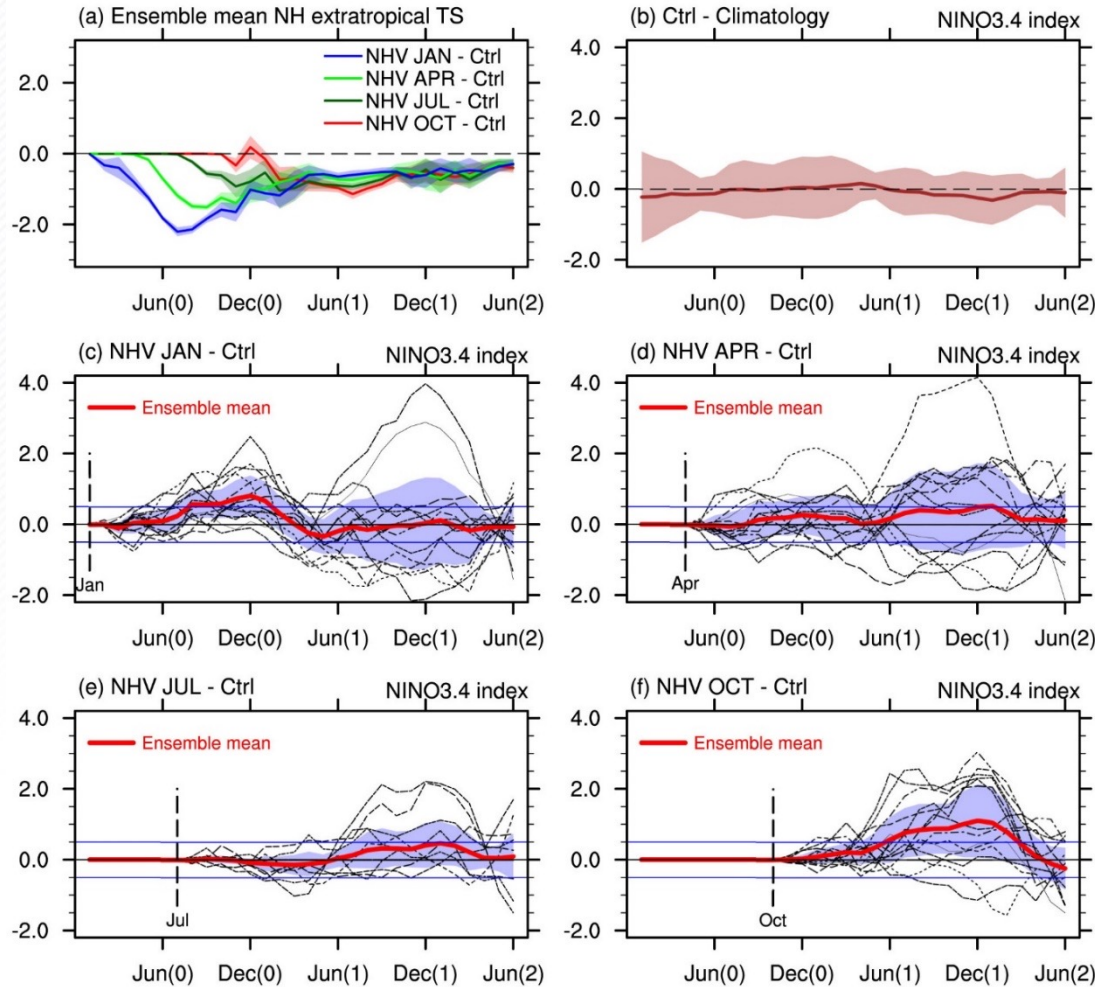 (a) Ensemble mean NH extratropical TS
NHV JAN - Ctrl
NHV APR - Ctrl
NHV JUL - Ctrl
NHV OCT - Ctrl
2.0
0.0
-2.0
Jun(0) Dec(0) Jun(1) Dec(1) Jun(2)
(b) Ctrl - Climatology NINO3.4 index
4.0
2.0
0.0
-2.0
Jun(0) Dec(0) Jun(1) Dec(1) Jun(2)
(c) NHV JAN - Ctrl NINO3.4 index
4.0
Ensemble mean
2.0
0.0
Jan
-2.0
Jun(0) Dec(0) Jun(1) Dec(1) Jun(2)
(d) NHV APR - Ctrl NINO3.4 index
4.0
Ensemble mean
2.0
0.0
Apr
-2.0
Jun(0) Dec(0) Jun(1) Dec(1) Jun(2)
(e) NHV JUL - Ctrl NINO3.4 index
4.0
Ensemble mean
2.0
0.0
Jul
-2.0
Jun(0) Dec(0) Jun(1) Dec(1) Jun(2)
(f) NHV OCT - Ctrl NINO3.4 index
4.0
Ensemble mean
2.0
0.0
Oct
-2.0
Jun(0) Dec(0) Jun(1) Dec(1) Jun(2)